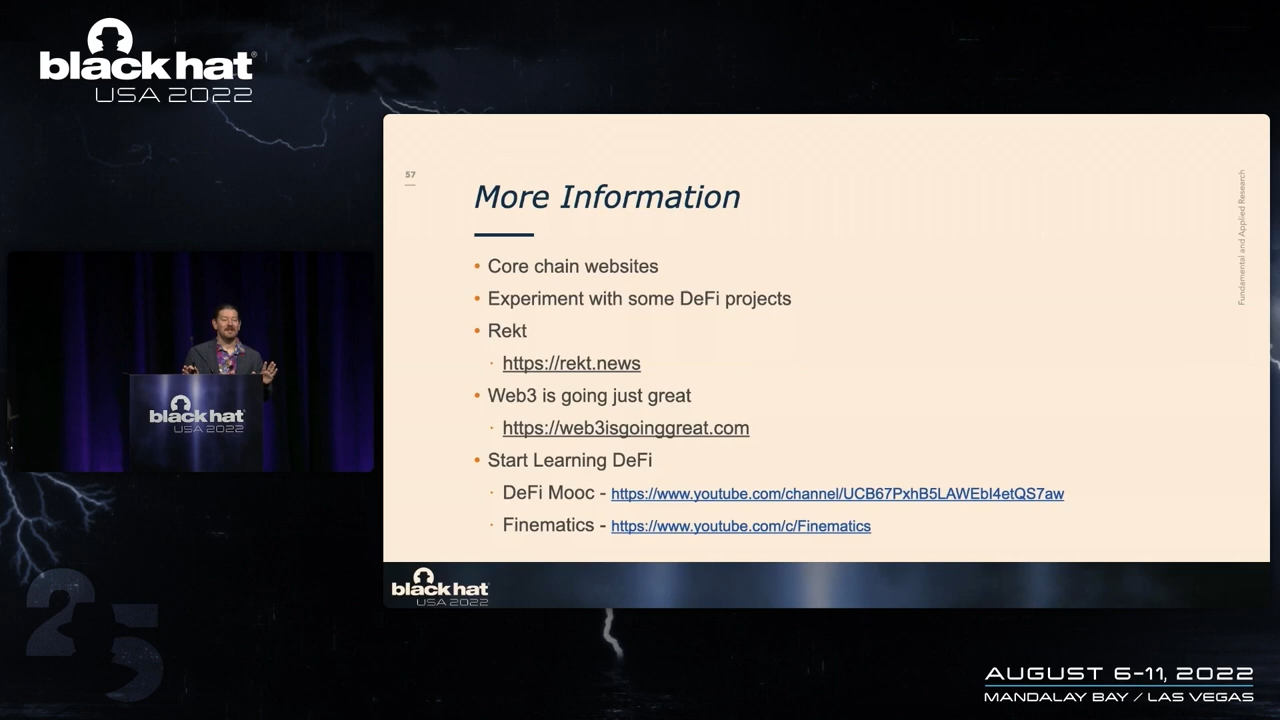 black hat®
USA 2022
57
More Information
Fundamental and Applied Research
• Core chain websites
• Experiment with some DeFi projects
• Rekt
· https://rekt.news
• Web3 is going just great
· https://web3isgoinggreat.com
• Start Learning DeFi
· DeFi Mooc - https://www.youtube.com/channel/UCB67PxhB5LAWEbI4etQS7aw
· Finematics - https://www.youtube.com/c/Finematics
black hat
USA 2022
black hat
USA 2022
25
AUGUST 6-11, 2022
MANDALAY BAY / LAS VEGAS